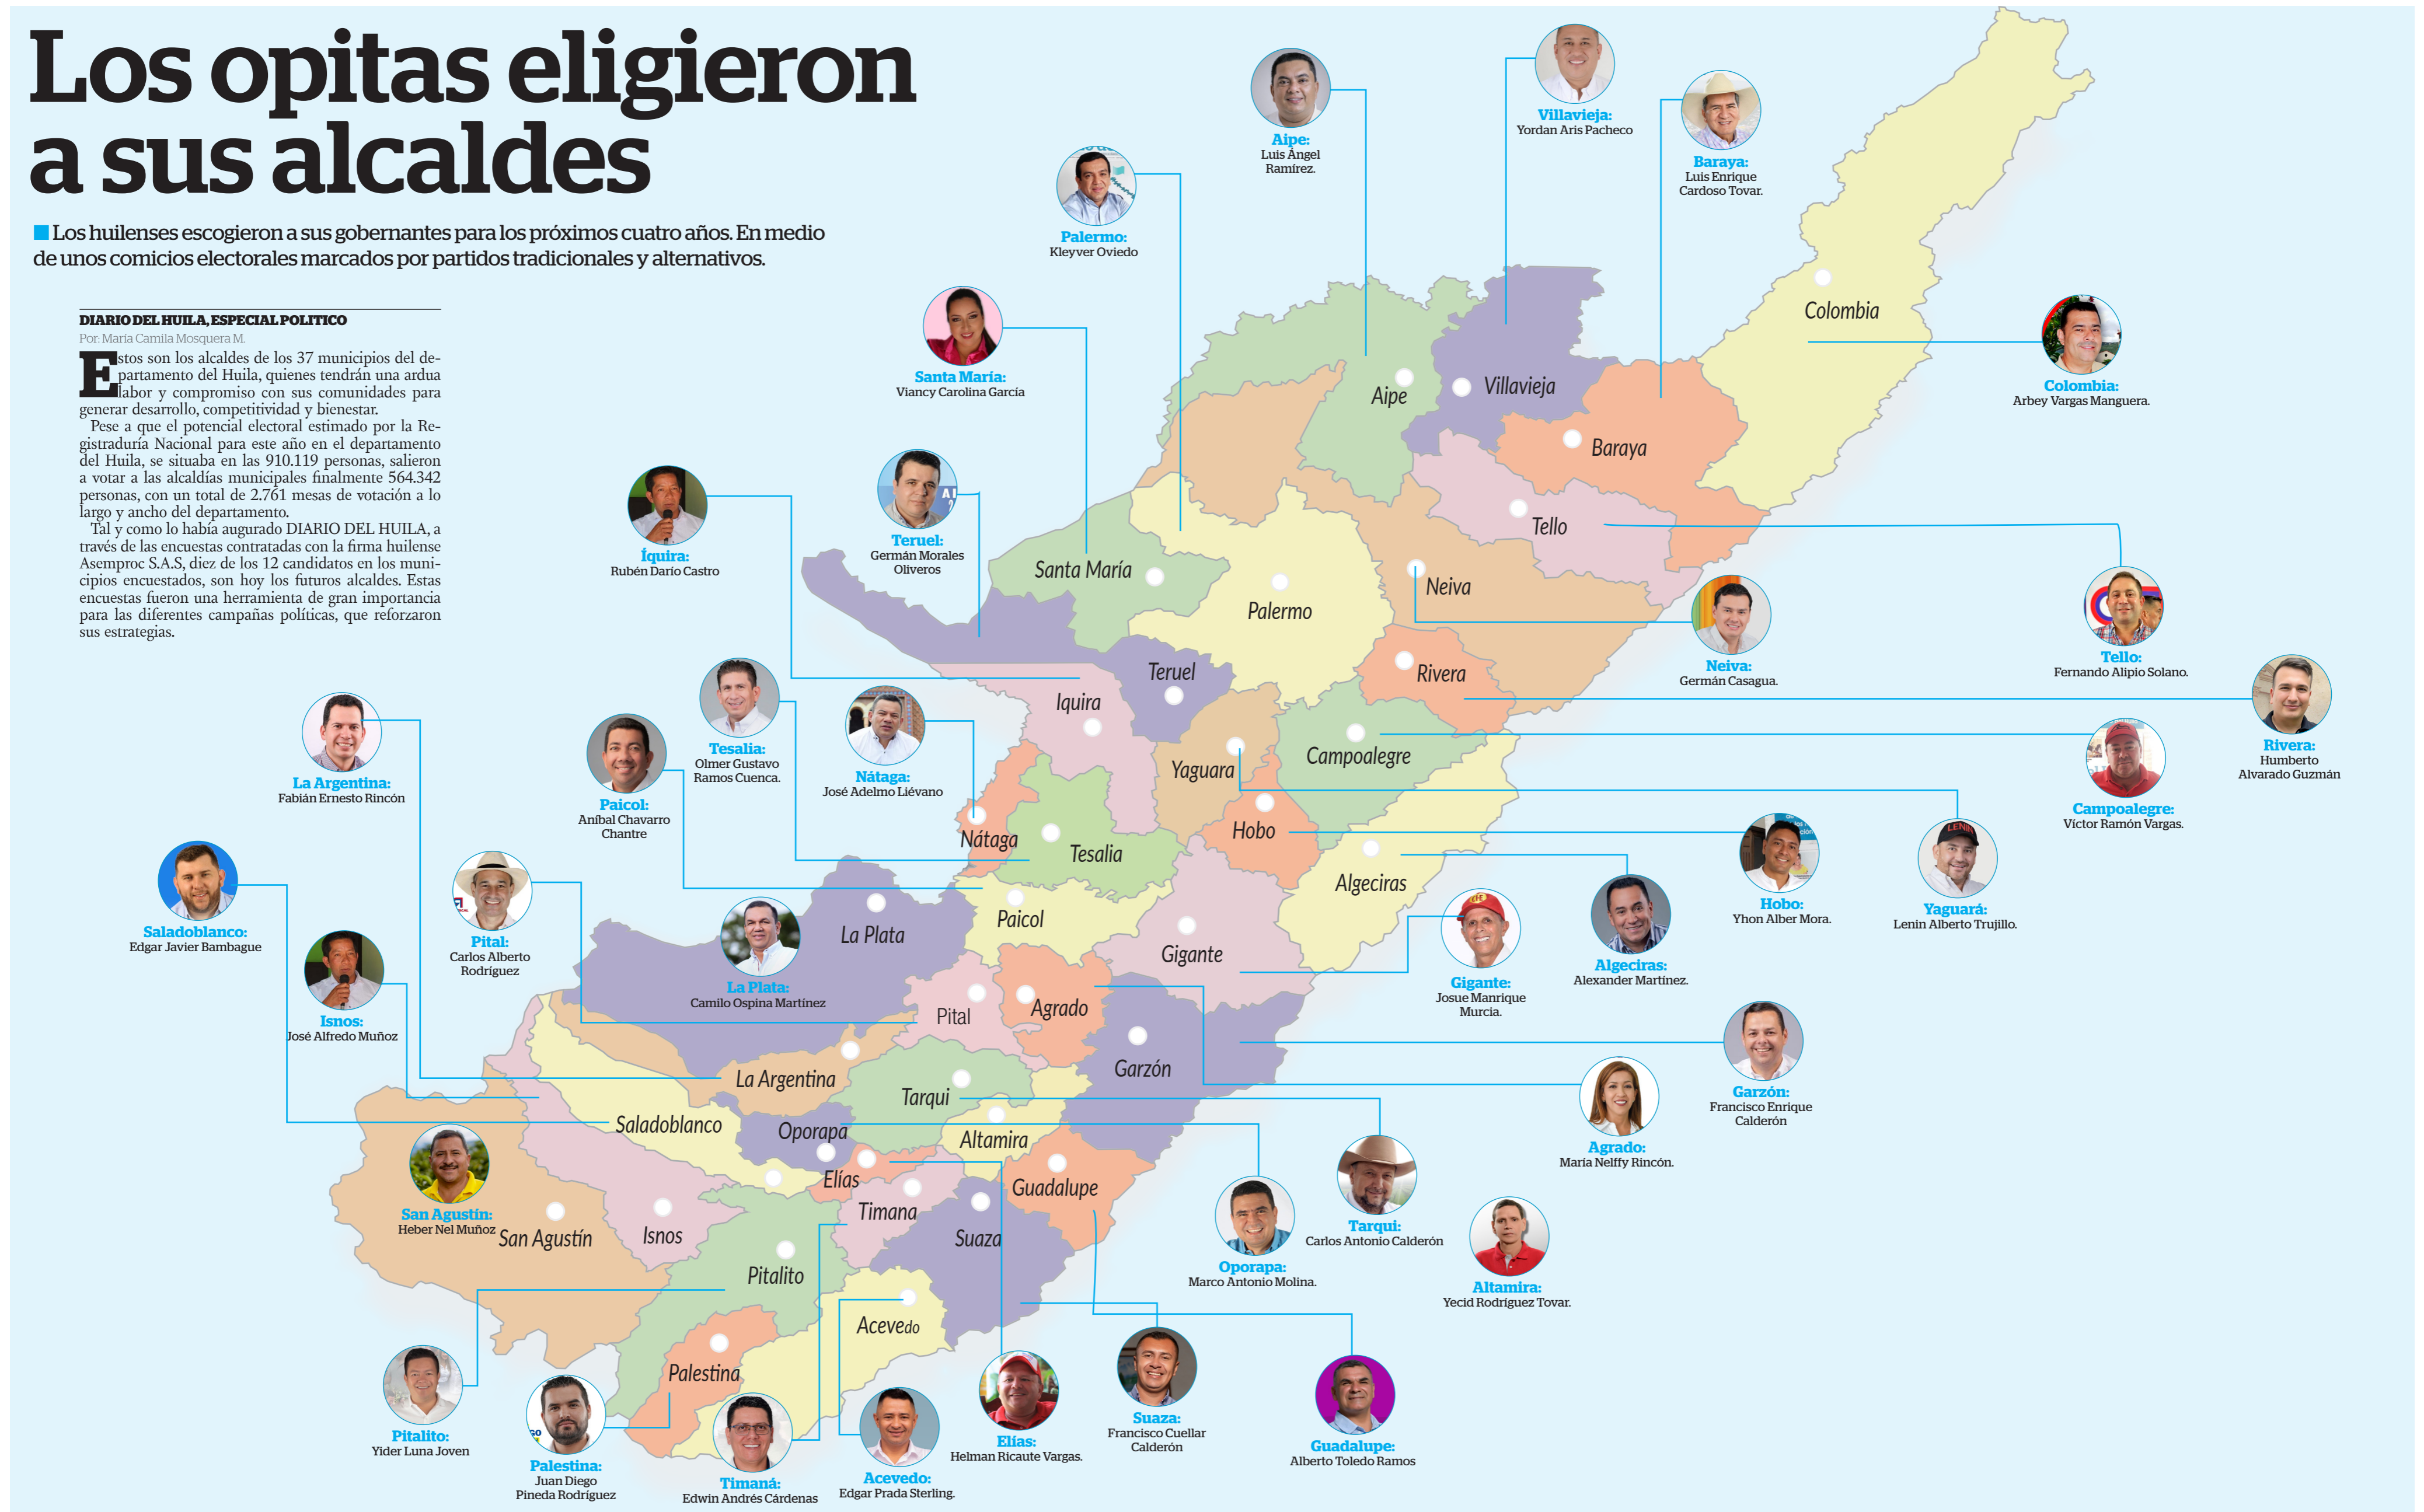 Los opitas eligieron
a sus alcaldes
Los huilenses escogieron a sus gobernantes para los próximos cuatro años. En medio
de unos comicios electorales marcados por partidos tradicionales y alternativos.
DIARIO DEL HUILA, ESPECIAL POLITICO
Por: María Camila Mosquera M.
Estos son los alcaldes de los 37 municipios del de-
partamento del Huila, quienes tendrán una ardua
labor y compromiso con sus comunidades para
generar desarrollo, competitividad y bienestar.
Pese a que el potencial electoral estimado por la Re-
gistraduría Nacional para este año en el departamento
del Huila, se situaba en las 910.119 personas, salieron
a votar a las alcaldías municipales finalmente 564.342
personas, con un total de 2.761 mesas de votación a lo
largo y ancho del departamento.
Tal y como lo había augurado DIARIO DEL HUILA, a
través de las encuestas contratadas con la firma huilense
Asemproc S.A.S, diez de los 12 candidatos en los muni-
cipios encuestados, son hoy los futuros alcaldes. Estas
encuestas fueron una herramienta de gran importancia
para las diferentes campañas políticas, que reforzaron
sus estrategias.
Villavieja:
Yordan Aris Pacheco
Aipe:
Luis Ángel
Ramírez.
Baraya:
Luis Enrique
Cardoso Tovar.
Palermo:
Kleyver Oviedo
Santa María:
Viancy Carolina García
Colombia:
Arbey Vargas Manguera.
Teruel:
Germán Morales
Oliveros
Íquira:
Rubén Darío Castro
Tello:
Fernando Alipio Solano.
Neiva:
Germán Casagua.
Rivera:
Humberto
Alvarado Guzmán
Tesalia:
Olmer Gustavo
Ramos Cuenca.
Nátaga:
José Adelmo Liévano
La Argentina:
Fabián Ernesto Rincón
Paicol:
Aníbal Chavarro
Chantre
Campoalegre:
Víctor Ramón Vargas.
Hobo:
Yhon Alber Mora.
LENIN
Yaguará:
Lenin Alberto Trujillo.
Saladoblanco:
Edgar Javier Bambague
Pital:
Carlos Alberto
Rodríguez
Algeciras:
Alexander Martínez.
Gigante:
Josue Manrique
Murcia.
La Plata:
Camilo Ospina Martínez
Isnos:
José Alfredo Muñoz
Garzón:
Francisco Enrique
Calderón
Agrado:
María Nelffy Rincón.
San Agustín:
Heber Nel Muñoz
Tarqui:
Carlos Antonio Calderón
Oporapa:
Marco Antonio Molina.
Altamira:
Yecid Rodríguez Tovar.
Pitalito:
Yider Luna Joven
Palestina:
Juan Diego
Pineda Rodríguez
Timaná:
Edwin Andrés Cárdenas
Acevedo:
Edgar Prada Sterling.
Elías:
Helman Ricaute Vargas.
Suaza:
Francisco Cuellar
Calderón
Guadalupe:
Alberto Toledo Ramos
Colombia
Aipe
Villavieja
Baraya
Tello
Santa María
Neiva
Palermo
Teruel
Rivera
Iquira
Campoalegre
Yaguara
Hobo
Nátaga
Tesalia
Algeciras
Paicol
La Plata
Gigante
Agrado
Pital
Garzón
La Argentina
Tarqui
Saladoblanco
Oporapa
Altamira
Elías
Guadalupe
Timana
Isnos
San Agustín
Suaza
Pitalito
Acevedo
Palestina